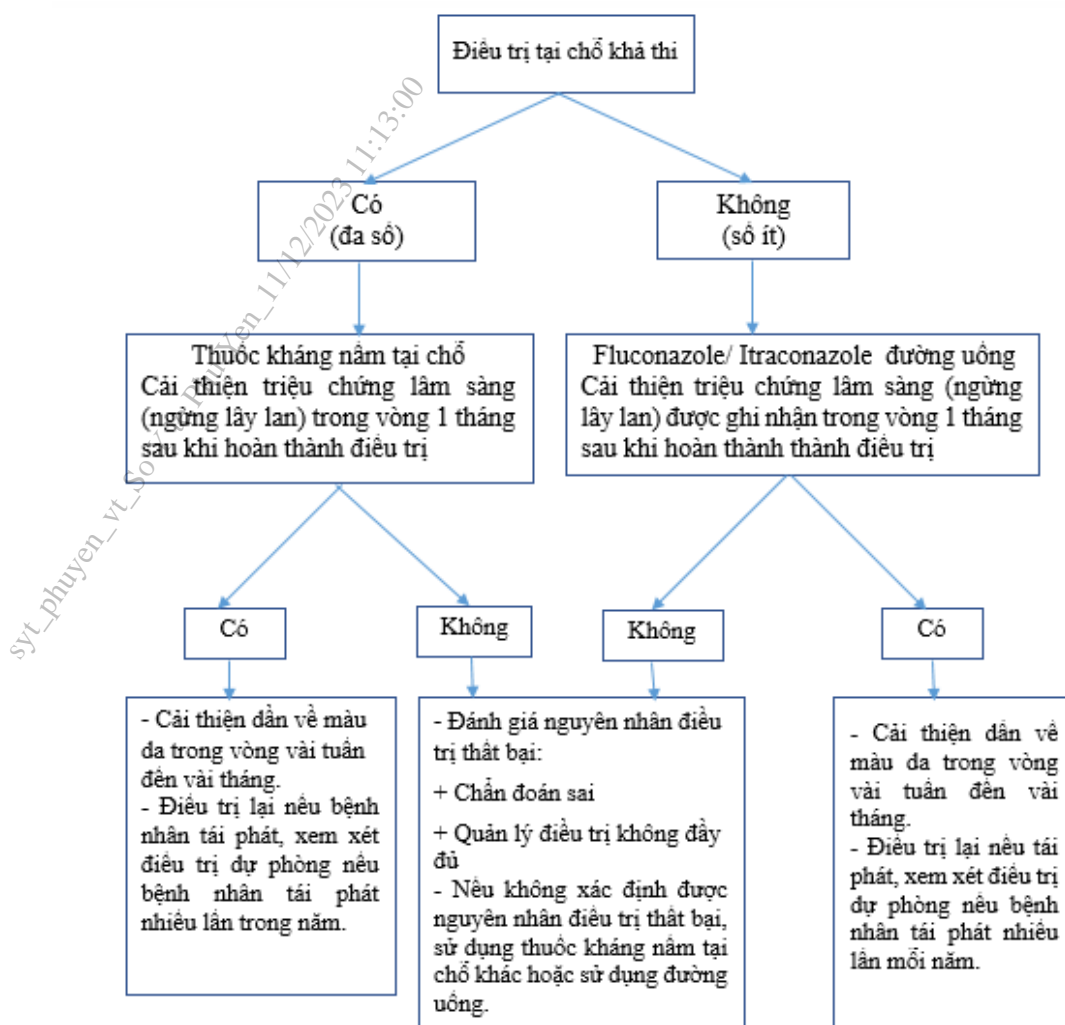 Điều trị tại chổ khả thi
Có
(đa số)
Không
(số ít)
Thuốc kháng nấm tại chổ
Cải thiện triệu chứng lâm sàng
(ngừng lây lan) trong vòng 1 tháng
sau khi hoàn thành điều trị
Fluconazole/ Itraconazole đường uống
Cải thiện triệu chứng lâm sàng (ngừng
lây lan) được ghi nhận trong vòng 1 tháng
sau khi hoàn thành thành điều trị
Có
Không
Không
Có
- Cải thiện dần về màu
da trong vòng vài tuần
đến vài tháng.
- Điều trị lại nếu bệnh
nhân tái phát, xem xét
điều trị dự phòng nếu
bệnh nhân tái phát
nhiều lần trong năm.
- Đánh giá nguyên nhân điều
trị thất bại:
+ Chẩn đoán sai
+ Quản lý điều trị không đầy
đủ
- Nếu không xác định được
nguyên nhân điều trị thất bại,
sử dụng thuốc kháng nấm tại
chổ khác hoặc sử dụng đường
uống.
- Cải thiện dần về
màu da trong vòng
vài tuần đến vài
tháng.
- Điều trị lại nếu tái
phát, xem xét điều trị
dự phòng nếu bệnh
nhân tái phát nhiều
lần mỗi năm.
syt_phuyen_vt_So Y te Phu Yen_11/12/2023 11:13:00